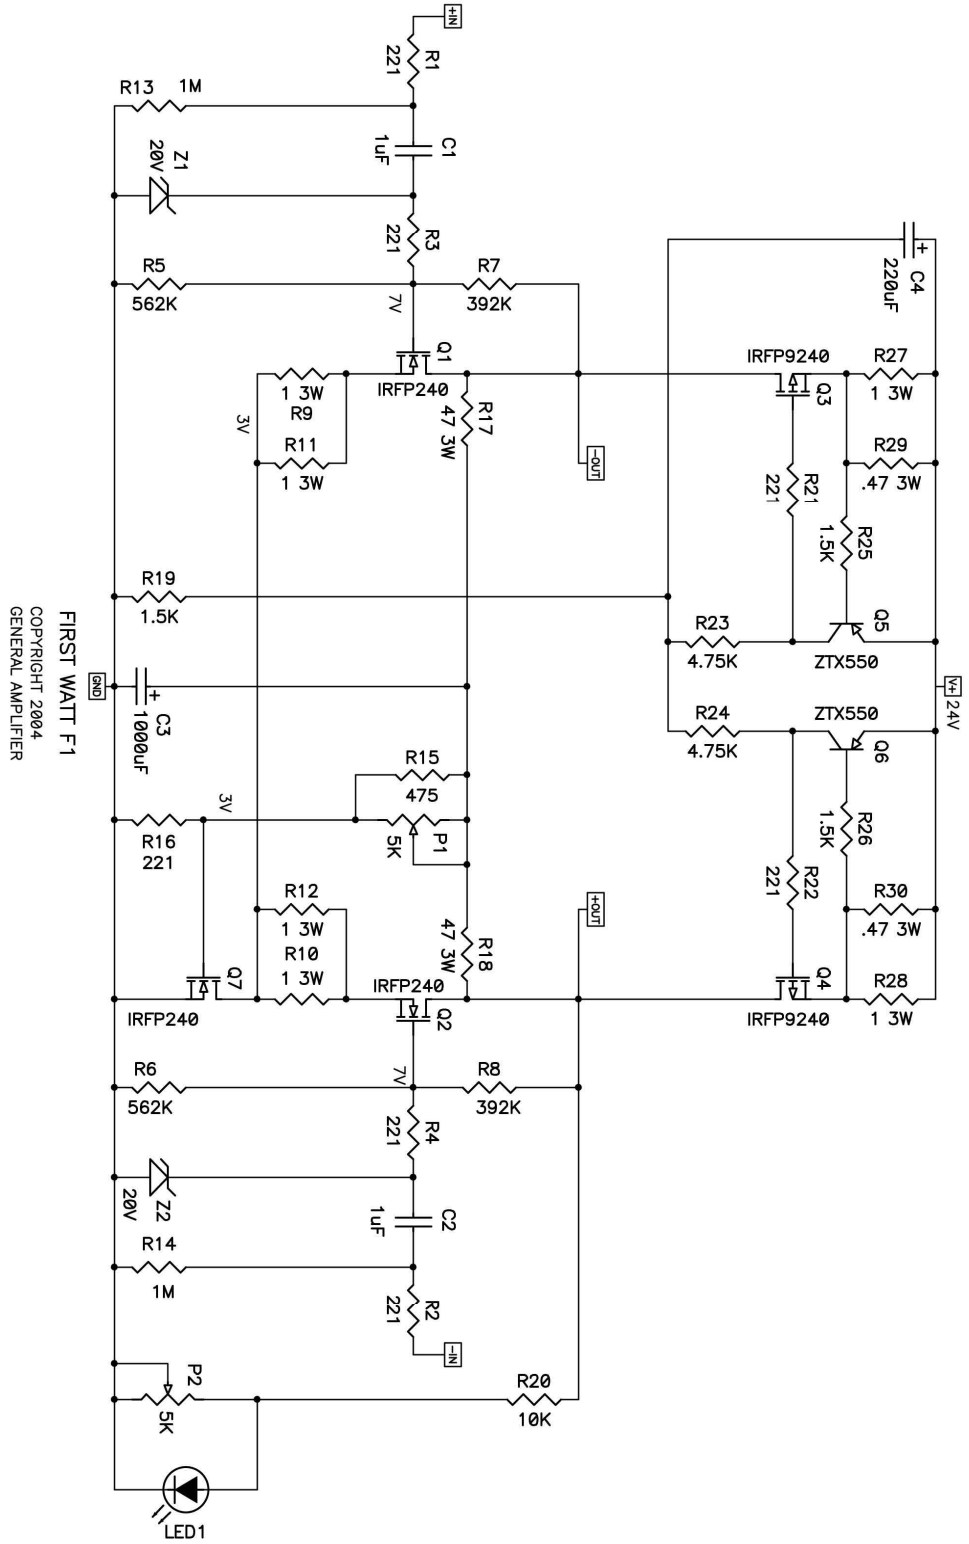 +IN
R1
221
R13
1M
C1
1uF
Z1
20V
R3
221
C4
220uF
+
R5
562K
R7
392K
7V
Q1
IRFP240
IRFP9240
Q3
R27
1 3W
1 3W
R9
3V
R17
47 3W
R11
1 3W
-OUT
R21
221
R29
.47 3W
R25
1.5K
R19
1.5K
Q5
ZTX550
R23
4.75K
FIRST WATT F1
COPYRIGHT 2004
GENERAL AMPLIFIER
GND
+
C3
1000uF
V+
24V
R24
4.75K
ZTX550
Q6
R15
475
3V
R16
221
P1
5K
R26
1.5K
R22
221
R12
1 3W
R10
1 3W
+OUT
R18
47 3W
R30
.47 3W
Q7
IRFP240
IRFP240
Q2
Q4
IRFP9240
R28
1 3W
R6
562K
7V
R8
392K
R4
221
Z2
20V
C2
1uF
R14
1M
R2
221
-IN
P2
5K
R20
10K
LED1